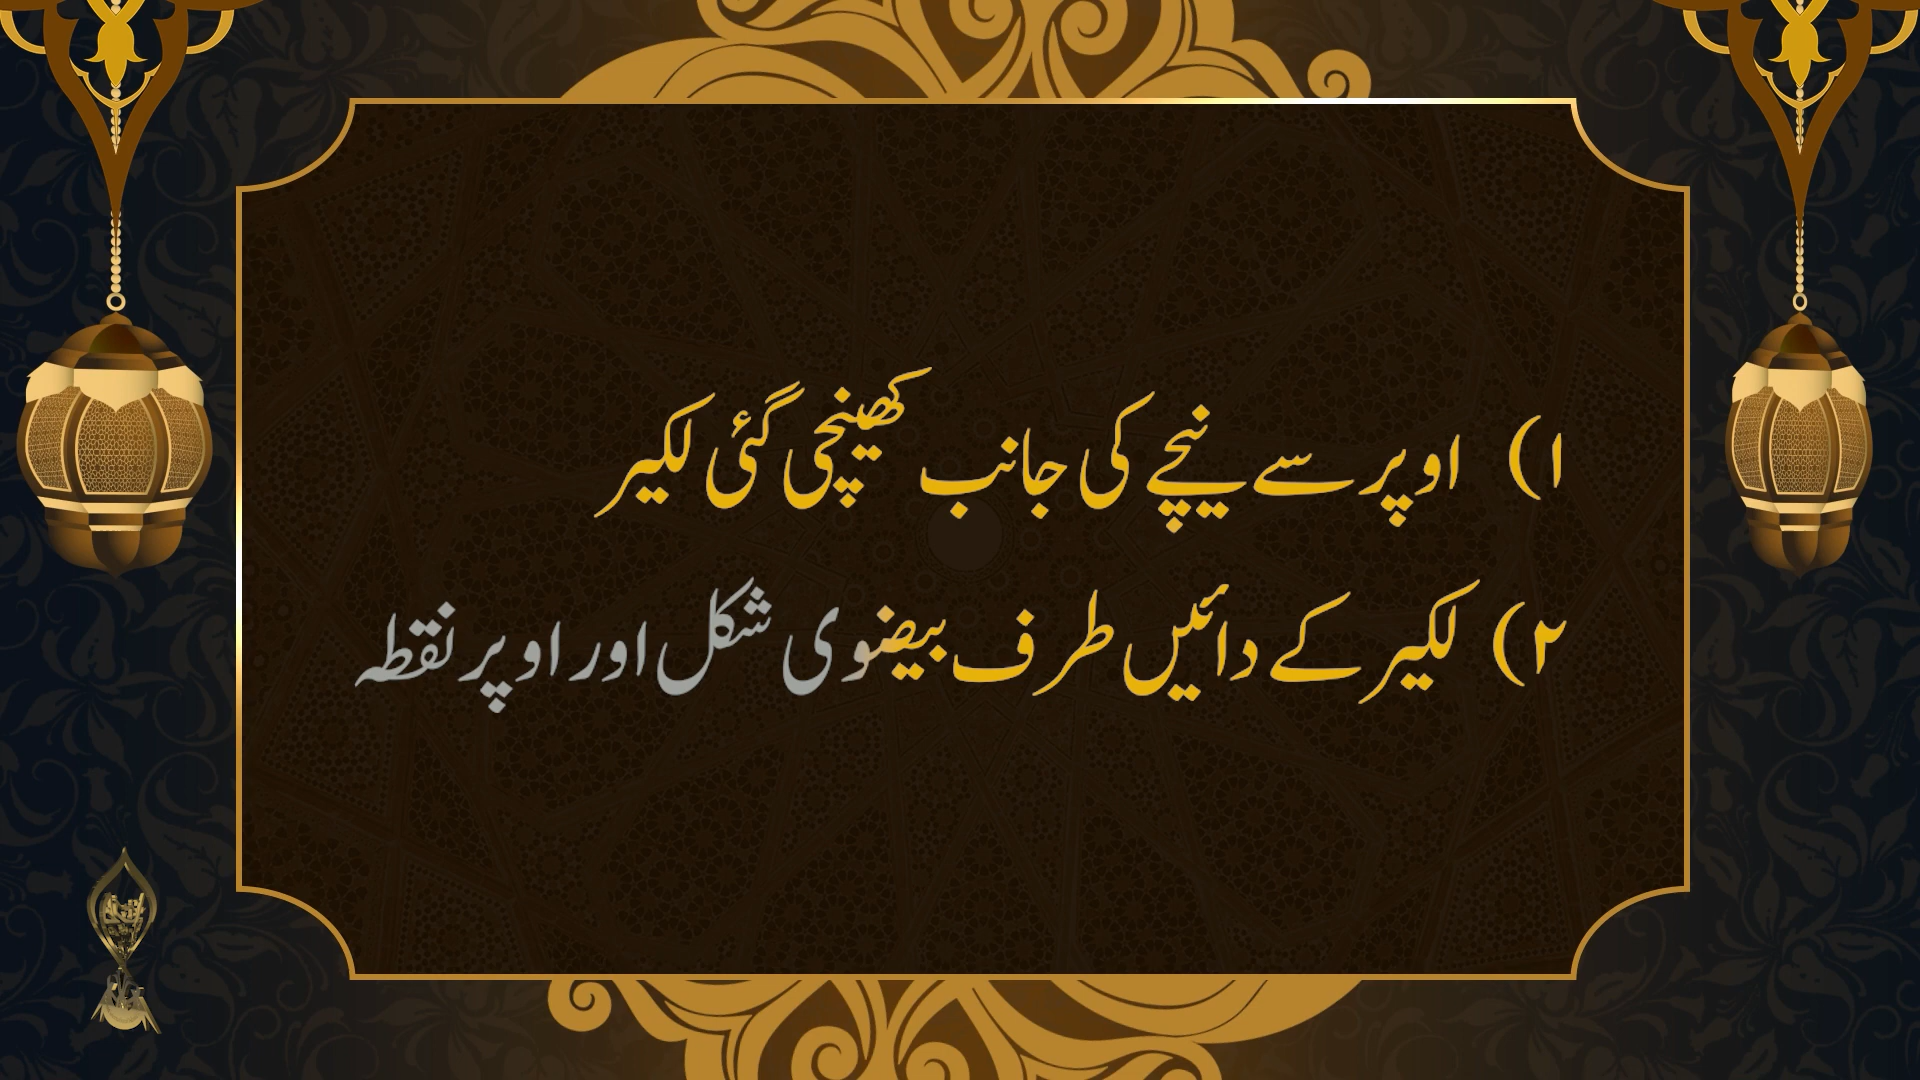 ۱) اوپر سے نیچے کی جانب کھینچی گئی لکیر
۲) لکیر کے دائیں طرف بیضوی شکل اور اوپر نقطہ